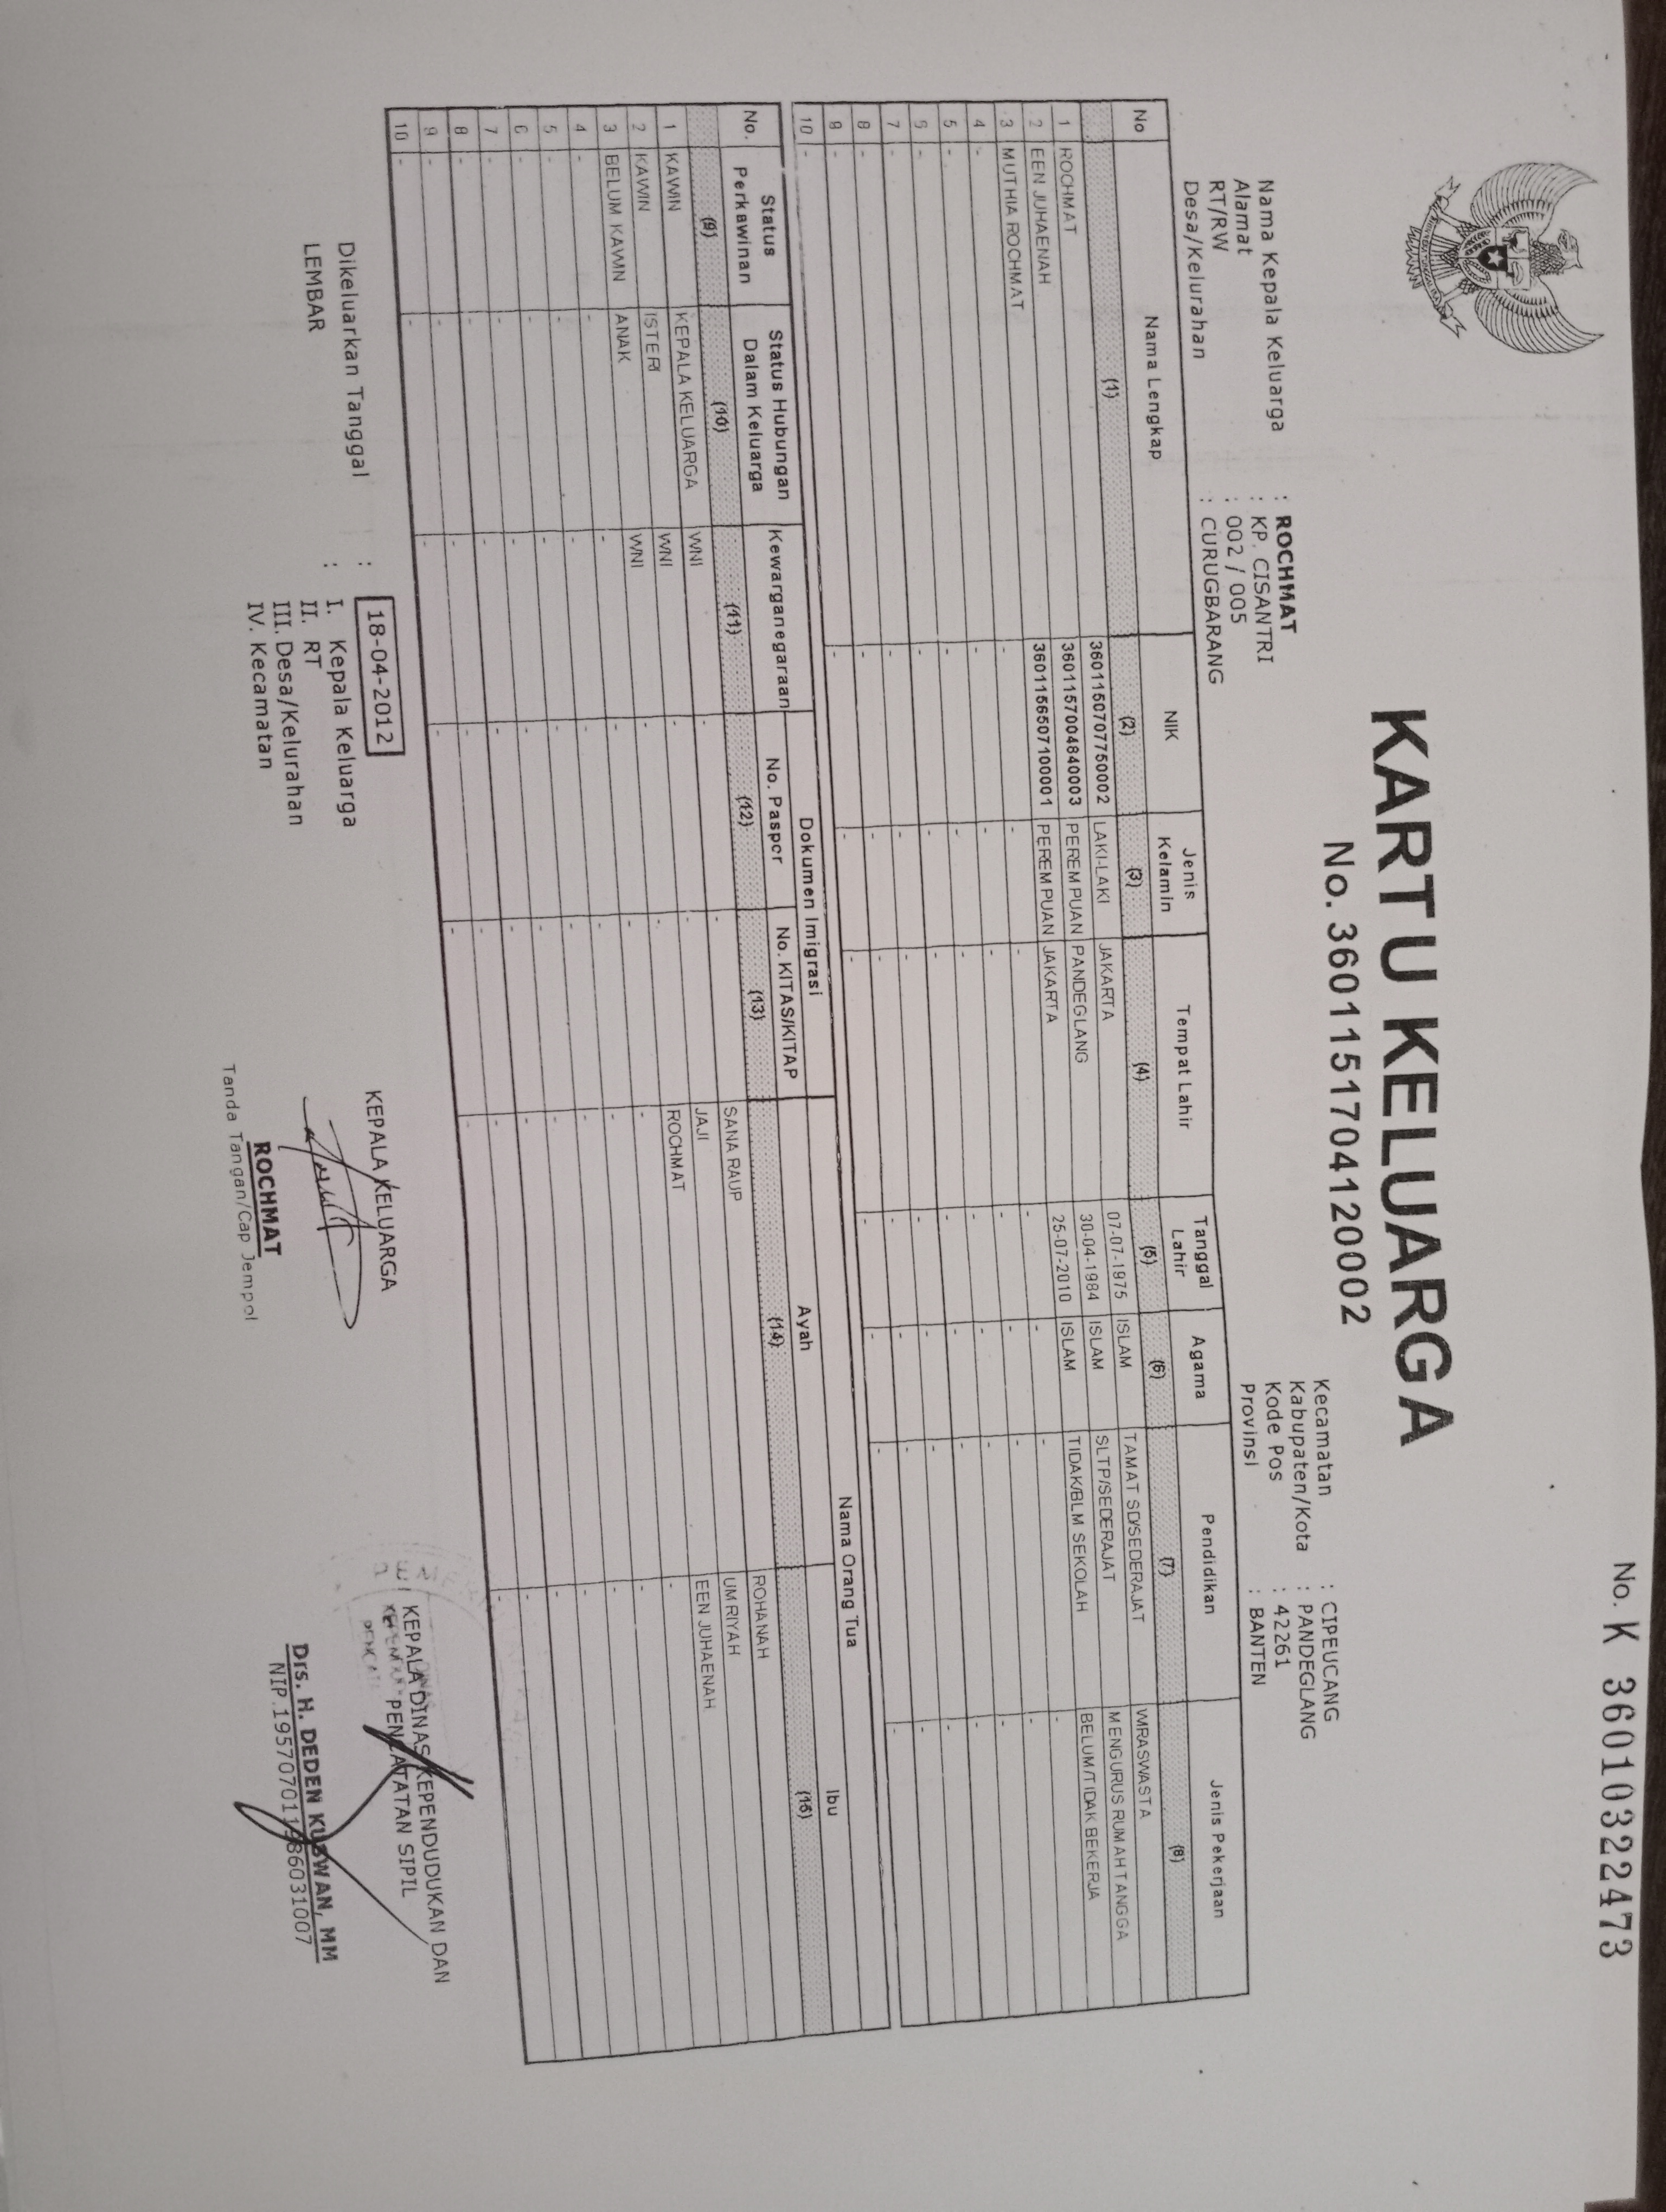 No. K 36010322473
KARTU KELUARGA
No. 3601151704120002
Nama Kepala Keluarga : ROCHMAT
Alamat : KP. CISANTRI
RT/RW : 002 / 005
Desa/Kelurahan : CURUGBARANG
Kecamatan : CIPEUCANG
Kabupaten/Kota : PANDEGLANG
Kode Pos : 42261
Provinsi : BANTEN
No Nama Lengkap NIK Jenis Kelamin Tempat Lahir Tanggal Lahir Agama Pendidikan Jenis Pekerjaan
(1) (2) (3) (4) (5) (6) (7) (8)
1 ROCHMAT 3601150707750002 LAKI-LAKI JAKARTA 07-07-1975 ISLAM TAMAT SD/SEDERAJAT WIRASWASTA
2 EEN JUHAENAH 3601157004840003 PEREMPUAN PANDEGLANG 30-04-1984 ISLAM SLTP/SEDERAJAT MENGURUS RUMAH TANGGA
3 MUTHIA ROCHMAT 3601156507100001 PEREMPUAN JAKARTA 25-07-2010 ISLAM TIDAK/BLM SEKOLAH BELUM/TIDAK BEKERJA
4 - - - - - - - -
5 - - - - - - - -
6 - - - - - - - -
7 - - - - - - - -
8 - - - - - - - -
9 - - - - - - - -
10 - - - - - - - -
No. Status Perkawinan Status Hubungan Dalam Keluarga Kewarganegaraan Dokumen Imigrasi Nama Orang Tua
No. Paspor No. KITAS/KITAP Ayah Ibu
(9) (10) (11) (12) (13) (14) (15)
1 KAWIN KEPALA KELUARGA WNI - - SANA RAUP ROHANAH
2 KAWIN ISTERI WNI - - JAJI UMRIYAH
3 BELUM KAWIN ANAK WNI - - ROCHMAT EEN JUHAENAH
4 - - - - - - -
5 - - - - - - -
6 - - - - - - -
7 - - - - - - -
8 - - - - - - -
9 - - - - - - -
10 - - - - - - -
Dikeluarkan Tanggal : 18-04-2012
LEMBAR : I. Kepala Keluarga
II. RT
III. Desa/Kelurahan
IV. Kecamatan
KEPALA KELUARGA
ROCHMAT
Tanda Tangan/Cap Jempol
KEPALA DINAS KEPENDUDUKAN DAN
PENCATATAN SIPIL
Drs. H. DEDEN KUSWAN, MM
NIP.195707011986031007